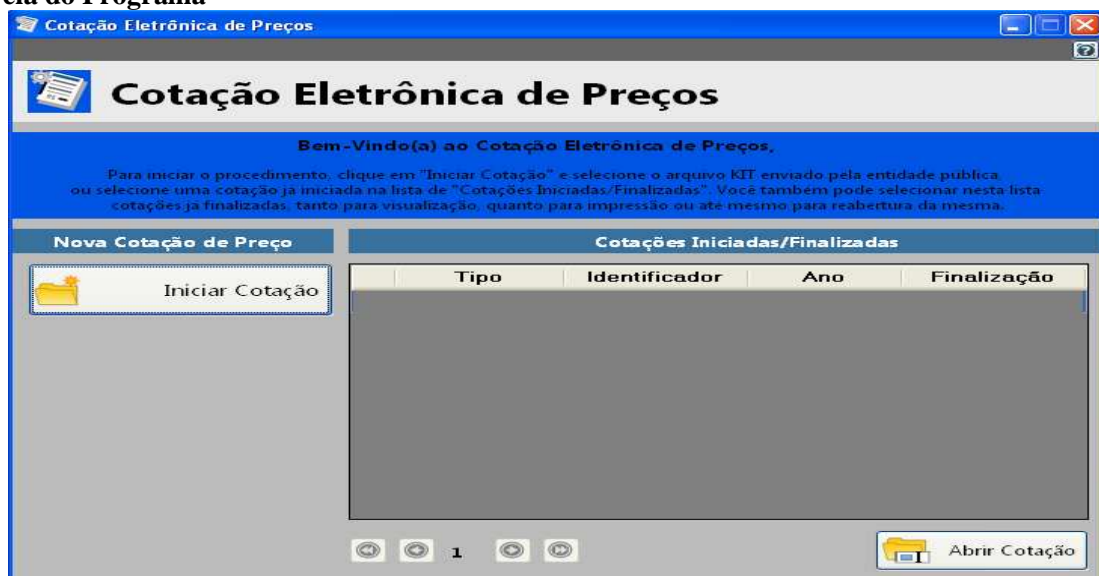 do Programa
Cotação Eletrônica de Preços
Cotação Eletrônica de Preços
Bem-Vindo(a) ao Cotação Eletrônica de Preços,
Para iniciar o procedimento, clique em "Iniciar Cotação" e selecione o arquivo KIT enviado pela entidade pública,
ou selecione uma cotação já iniciada na lista de "Cotações Iniciadas/Finalizadas". Você também pode selecionar nesta lista
cotações já finalizadas, tanto para visualização, quanto para impressão ou até mesmo para reabertura da mesma.
Nova Cotação de Preço
Cotações Iniciadas/Finalizadas
Iniciar Cotação
Tipo Identificador Ano Finalização
1
Abrir Cotação